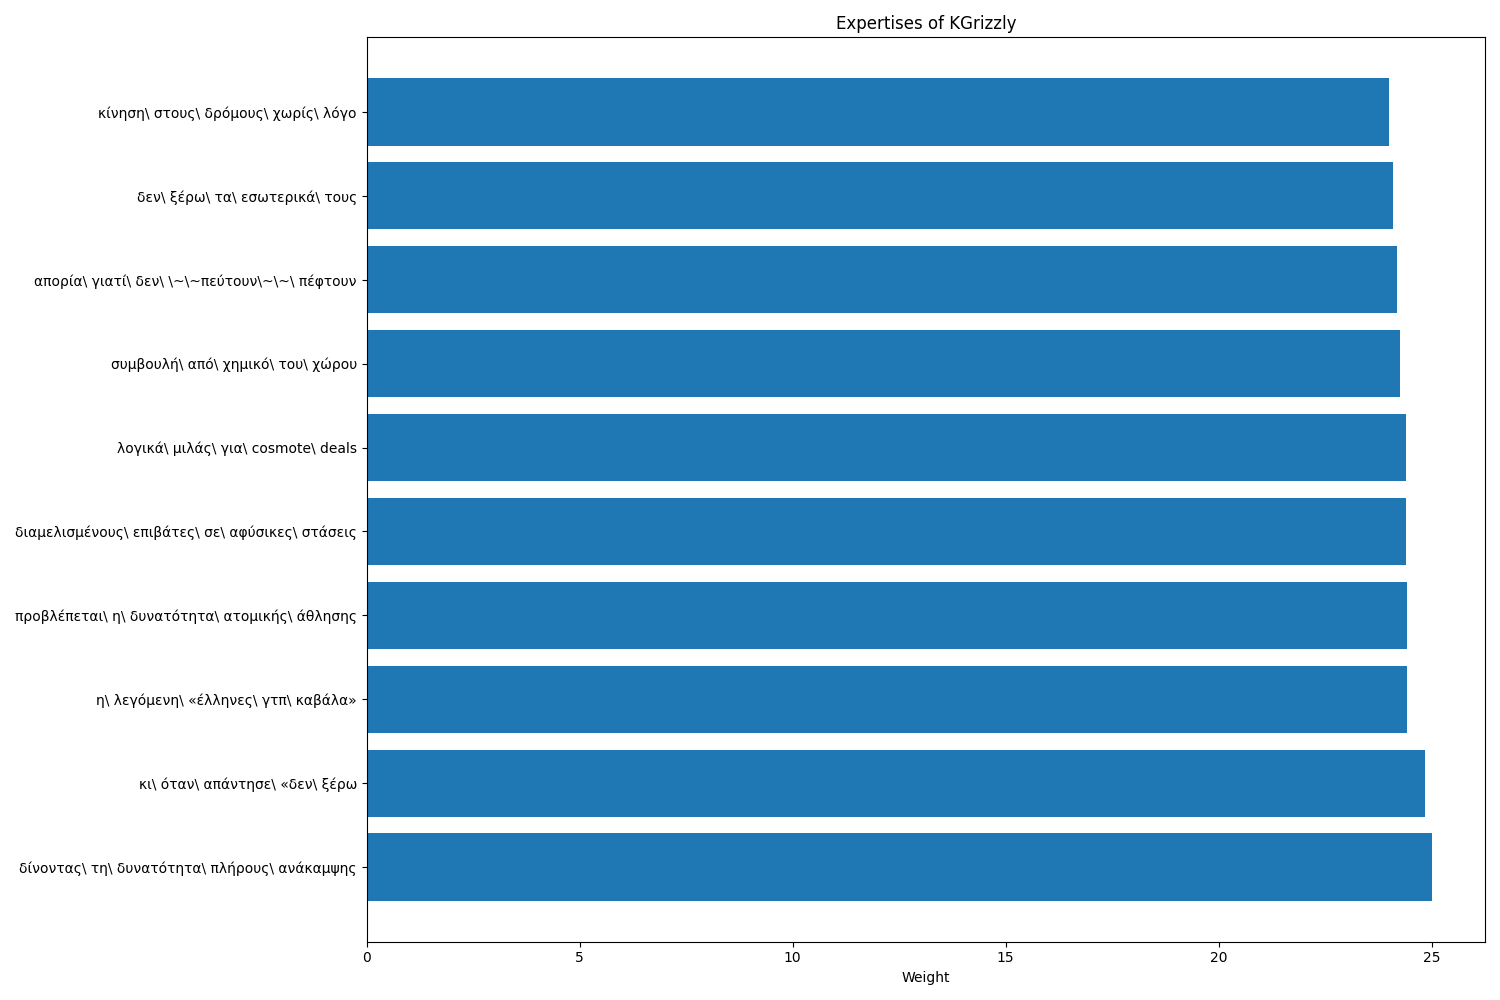 Expertises of KGrizzly
κίνηση\ στους\ δρόμους\ χωρίς\ λόγο
δεν\ ξέρω\ τα\ εσωτερικά\ τους
απορία\ γιατί\ δεν\ \~\~πεύτουν\~\~\ πέφτουν
συμβουλή\ από\ χημικό\ του\ χώρου
λογικά\ μιλάς\ για\ cosmote\ deals
διαμελισμένους\ επιβάτες\ σε\ αφύσικες\ στάσεις
προβλέπεται\ η\ δυνατότητα\ ατομικής\ άθλησης
η\ λεγόμενη\ «έλληνες\ γτπ\ καβάλα»
κι\ όταν\ απάντησε\ «δεν\ ξέρω
δίνοντας\ τη\ δυνατότητα\ πλήρους\ ανάκαμψης
0 5 10 15 20 25
Weight